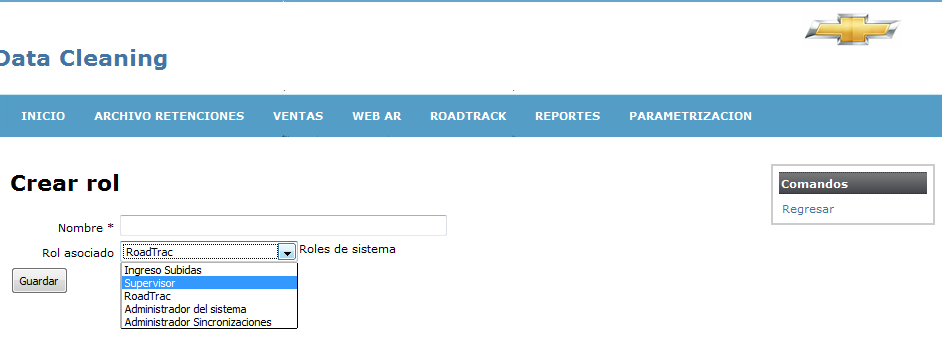 Data Cleaning
INICIO ARCHIVO RETENCIONES VENTAS WEB AR ROADTRACK REPORTES PARAMETRIZACION
Crear rol
Comandos
Regresar
Nombre *
Rol asociado RoadTrac Roles de sistema
Ingreso Subidas
Supervisor
RoadTrac
Administrador del sistema
Administrador Sincronizaciones
Guardar